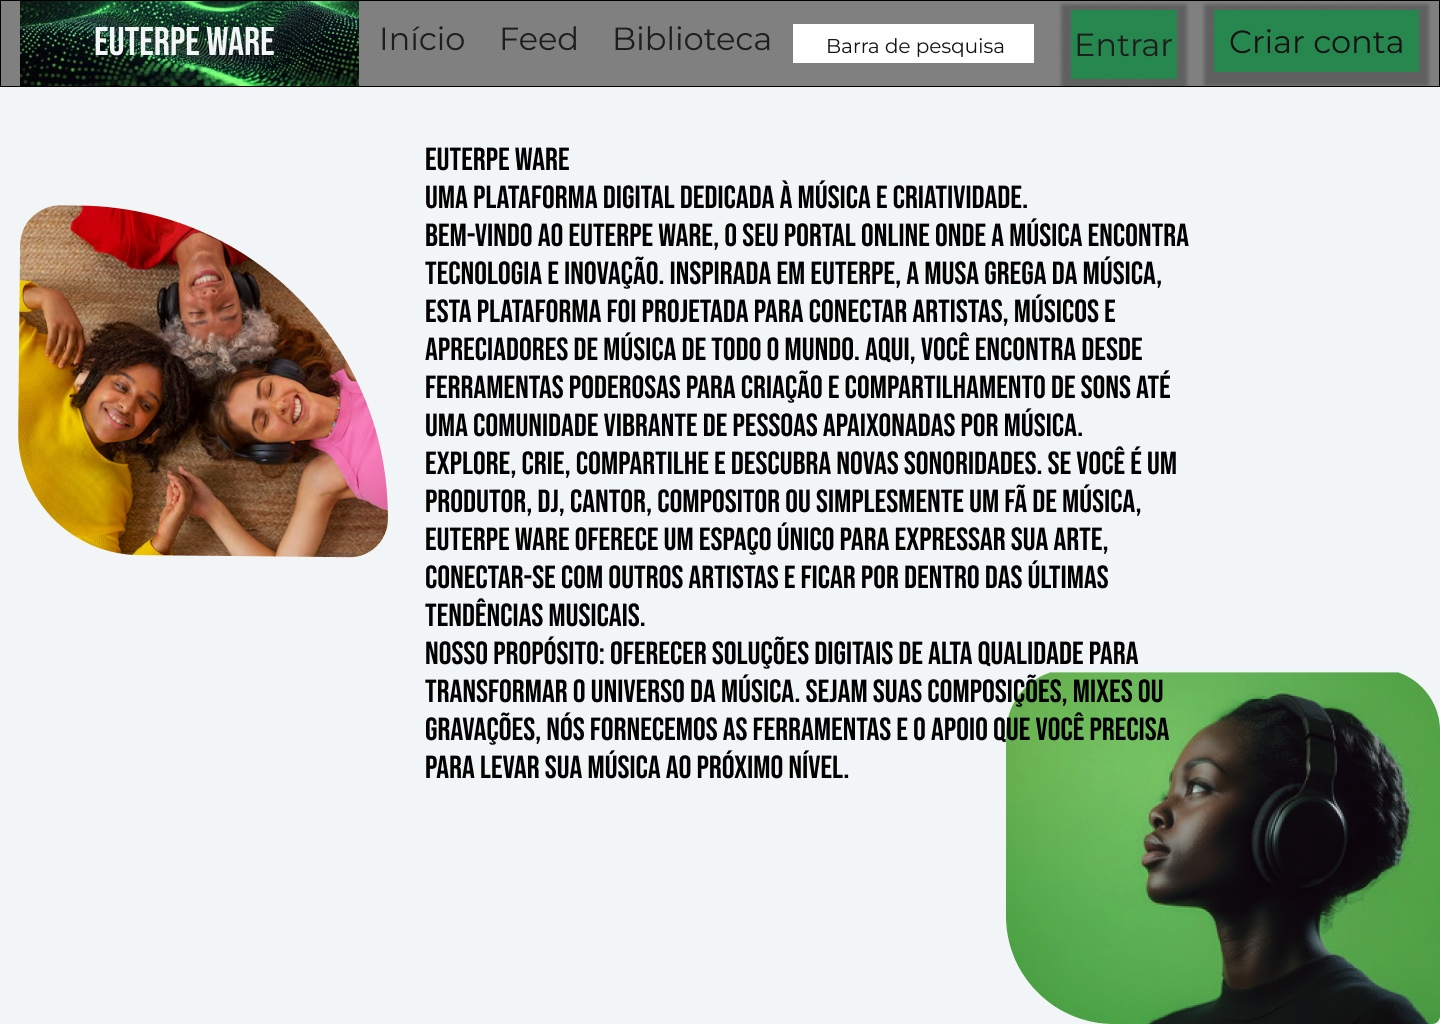 EUTERPE WARE
Início
Feed
Biblioteca
Barra de pesquisa
Entrar
Criar conta
EUTERPE WARE
UMA PLATAFORMA DIGITAL DEDICADA À MÚSICA E CRIATIVIDADE.
BEM-VINDO AO EUTERPE WARE, O SEU PORTAL ONLINE ONDE A MÚSICA ENCONTRA
TECNOLOGIA E INOVAÇÃO. INSPIRADA EM EUTERPE, A MUSA GREGA DA MÚSICA,
ESTA PLATAFORMA FOI PROJETADA PARA CONECTAR ARTISTAS, MÚSICOS E
APRECIADORES DE MÚSICA DE TODO O MUNDO. AQUI, VOCÊ ENCONTRA DESDE
FERRAMENTAS PODEROSAS PARA CRIAÇÃO E COMPARTILHAMENTO DE SONS ATÉ
UMA COMUNIDADE VIBRANTE DE PESSOAS APAIXONADAS POR MÚSICA.
EXPLORE, CRIE, COMPARTILHE E DESCUBRA NOVAS SONORIDADES. SE VOCÊ É UM
PRODUTOR, DJ, CANTOR, COMPOSITOR OU SIMPLESMENTE UM FÃ DE MÚSICA,
EUTERPE WARE OFERECE UM ESPAÇO ÚNICO PARA EXPRESSAR SUA ARTE,
CONECTAR-SE COM OUTROS ARTISTAS E FICAR POR DENTRO DAS ÚLTIMAS
TENDÊNCIAS MUSICAIS.
NOSSO PROPÓSITO: OFERECER SOLUÇÕES DIGITAIS DE ALTA QUALIDADE PARA
TRANSFORMAR O UNIVERSO DA MÚSICA. SEJAM SUAS COMPOSIÇÕES, MIXES OU
GRAVAÇÕES, NÓS FORNECEMOS AS FERRAMENTAS E O APOIO QUE VOCÊ PRECISA
PARA LEVAR SUA MÚSICA AO PRÓXIMO NÍVEL.